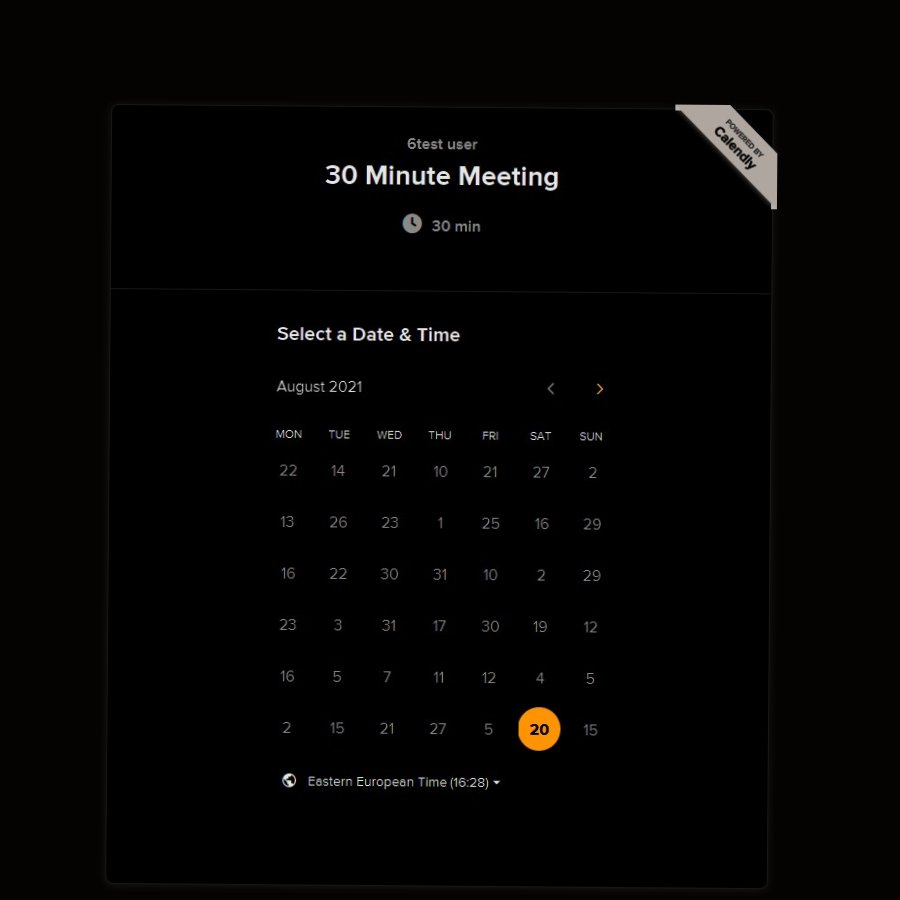 POWERED BY
Calendly
6test user
30 Minute Meeting
30 min
Select a Date & Time
August 2021
MON TUE WED THU FRI SAT SUN
22 14 21 10 21 27 2
13 26 23 1 25 16 29
16 22 30 31 10 2 29
23 3 31 17 30 19 12
16 5 7 11 12 4 5
2 15 21 27 5 20 15
Eastern European Time (16:28)